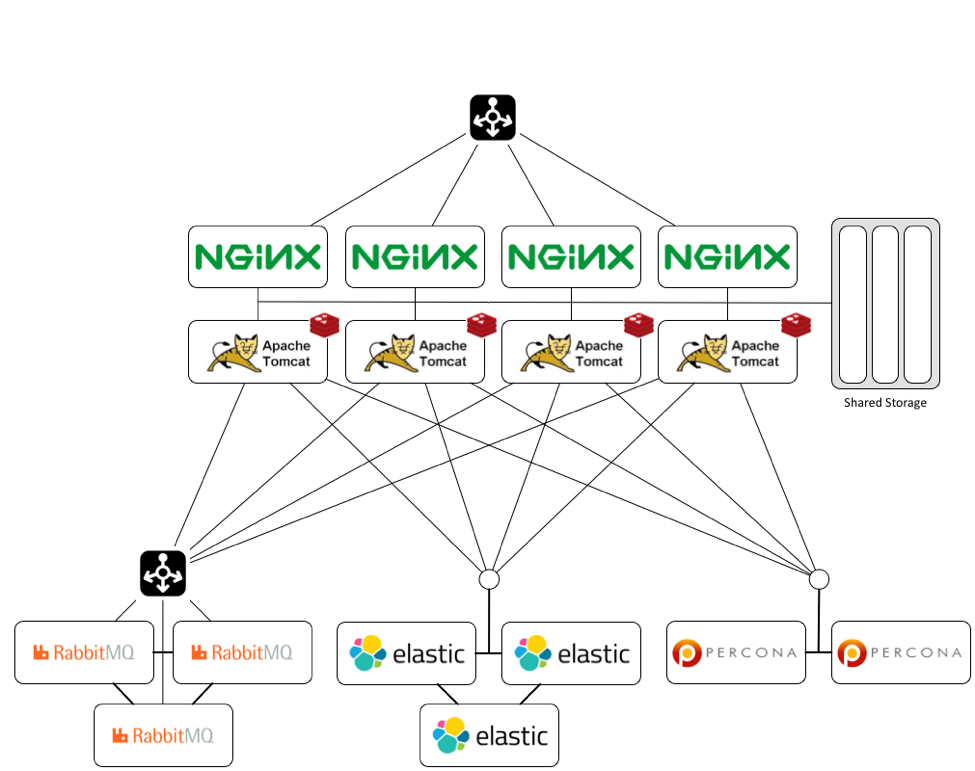 NGiNX
NGiNX
NGiNX
NGiNX
Apache
Tomcat
Apache
Tomcat
Apache
Tomcat
Apache
Tomcat
Shared Storage
RabbitMQ
RabbitMQ
elastic
elastic
PERCONA
PERCONA
RabbitMQ
elastic